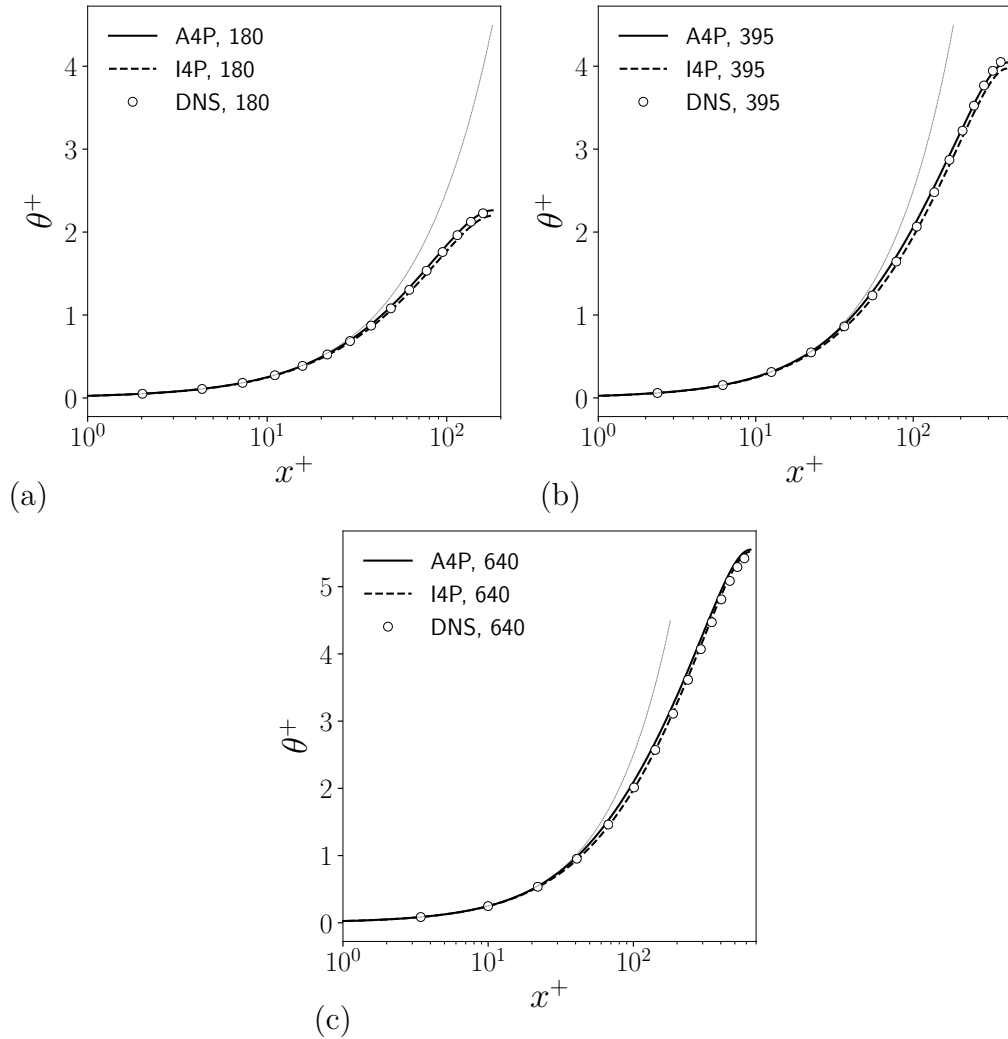 A4P, 180
I4P, 180
DNS, 180
4
3
2
1
0
θ+
10^0
10^1
10^2
x+
(a)
A4P, 395
I4P, 395
DNS, 395
4
3
2
1
0
θ+
10^0
10^1
10^2
x+
(b)
A4P, 640
I4P, 640
DNS, 640
5
4
3
2
1
0
θ+
10^0
10^1
10^2
x+
(c)